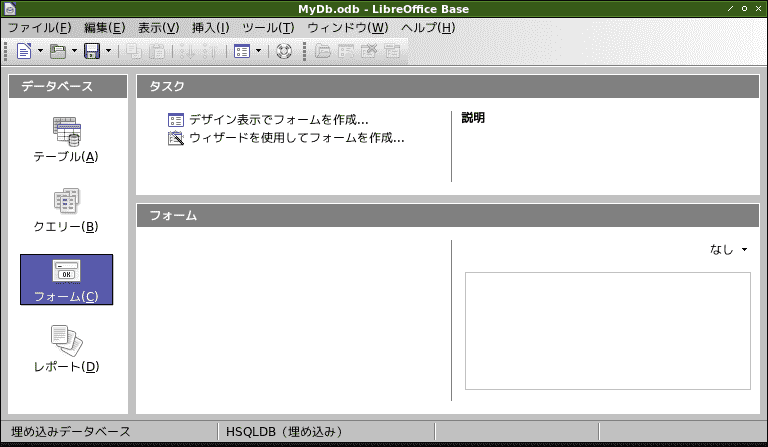 MyDb.odb - LibreOffice Base
ファイル(F) 編集(E) 表示(V) 挿入(I) ツール(T) ウィンドウ(W) ヘルプ(H)
データベース
テーブル(A)
クエリー(B)
OK
フォーム(C)
レポート(D)
タスク
デザイン表示でフォームを作成...
ウィザードを使用してフォームを作成...
説明
フォーム
なし
埋め込みデータベース
HSQLDB（埋め込み）